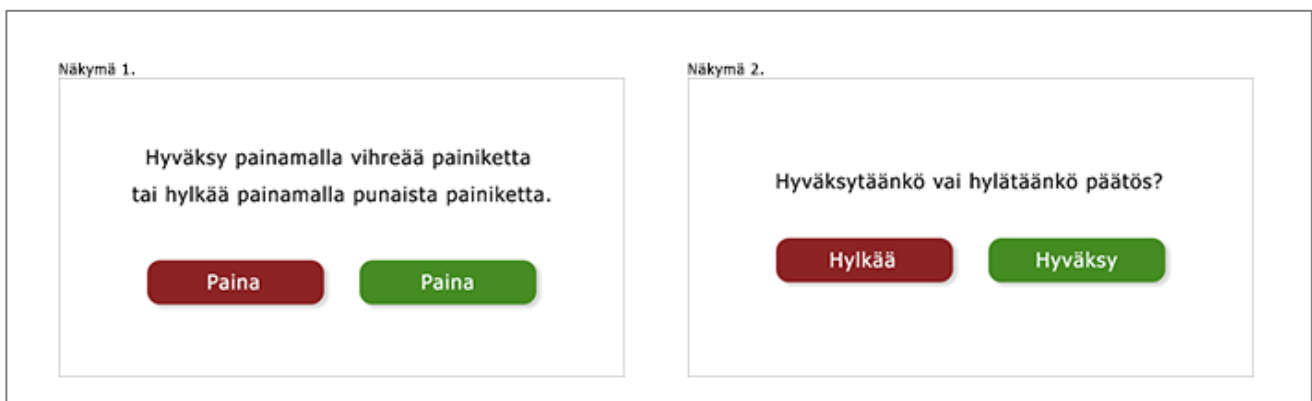 Näkymä 1.
Hyväksy painamalla vihreää painiketta
tai hylkää painamalla punaista painiketta.
Paina
Paina
Näkymä 2.
Hyväksytäänkö vai hylätäänkö päätös?
Hylkää
Hyväksy